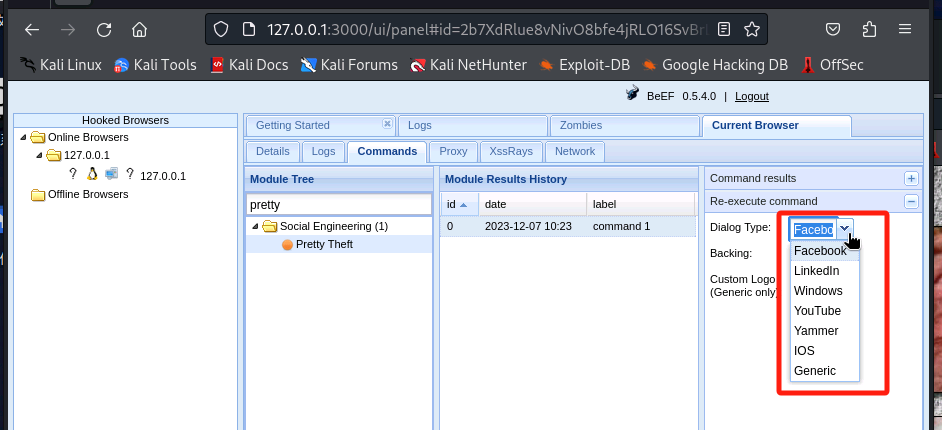 127.0.0.1:3000/ui/panel#id=2b7XdRlue8vNivO8bfe4jRLO16SvBr
Kali Linux Kali Tools Kali Docs Kali Forums Kali NetHunter Exploit-DB Google Hacking DB OffSec
BeEF 0.5.4.0 | Logout
Hooked Browsers
Online Browsers
127.0.0.1
? ? 127.0.0.1
Offline Browsers
Getting Started Logs Zombies Current Browser
Details Logs Commands Proxy XssRays Network
Module Tree
pretty
Social Engineering (1)
Pretty Theft
Module Results History
id date label
0 2023-12-07 10:23 command 1
Command results
Re-execute command
Dialog Type: Facebo
Facebook
LinkedIn
Windows
YouTube
Yammer
IOS
Generic
Backing:
Custom Logo
(Generic only)